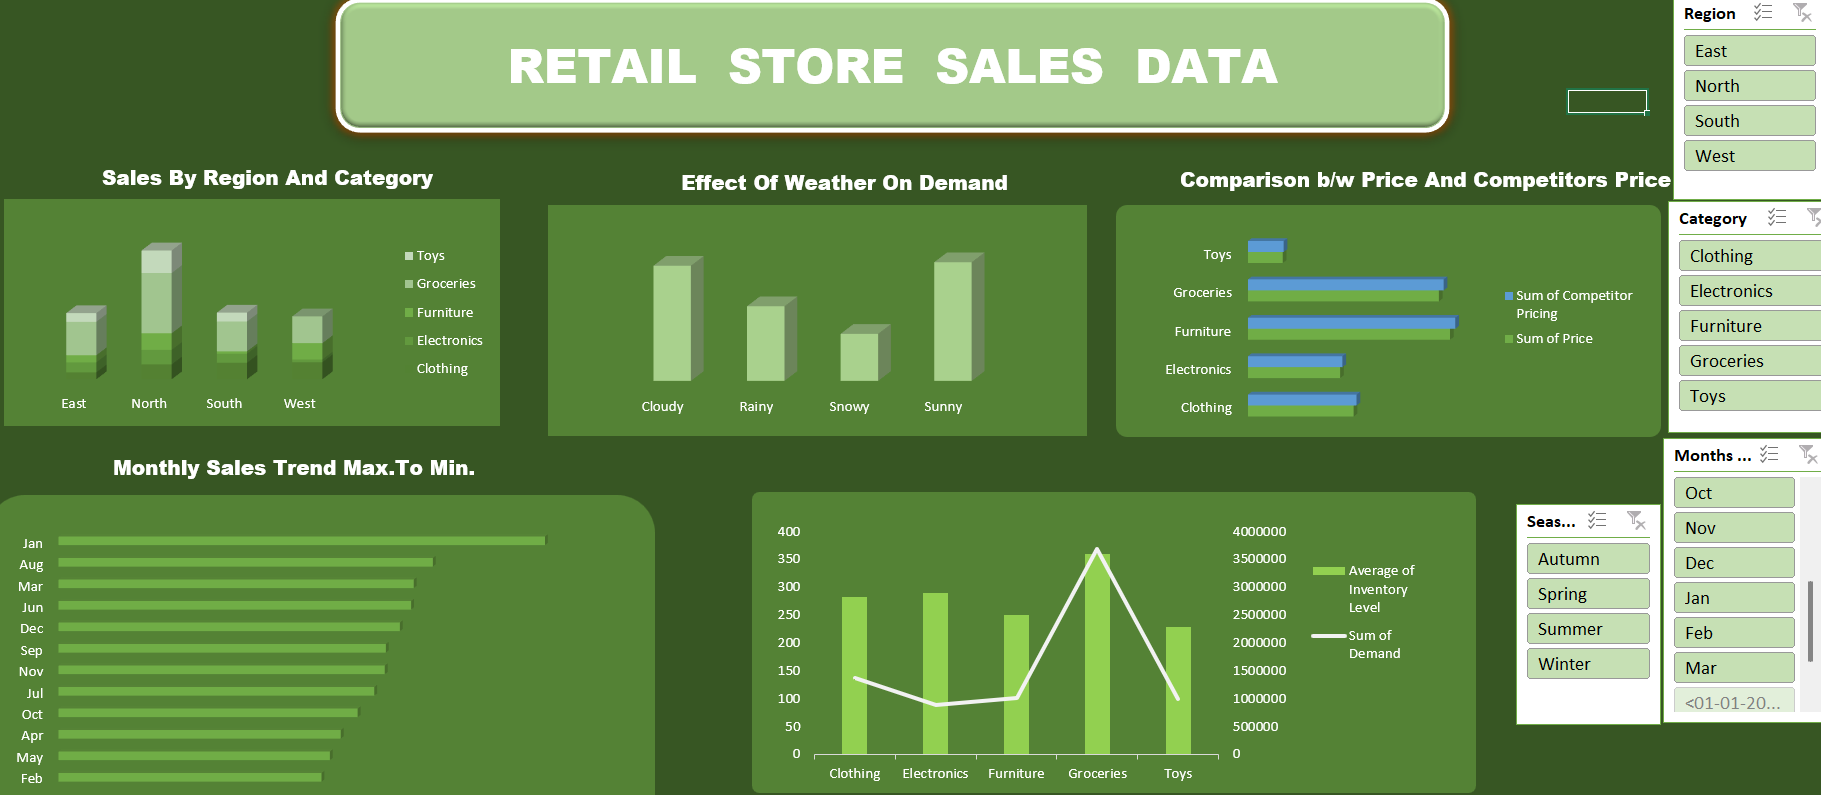 RETAIL STORE SALES DATA
Region
East
North
South
West
Sales By Region And Category
Toys
Groceries
Furniture
Electronics
Clothing
East North South West
Effect Of Weather On Demand
Cloudy Rainy Snowy Sunny
Comparison b/w Price And Competitors Price
Toys
Groceries
Furniture
Electronics
Clothing
Sum of Competitor
Pricing
Sum of Price
Category
Clothing
Electronics
Furniture
Groceries
Toys
Monthly Sales Trend Max.To Min.
Jan
Aug
Mar
Jun
Dec
Sep
Nov
Jul
Oct
Apr
May
Feb
400
350
300
250
200
150
100
50
0
Clothing Electronics Furniture Groceries Toys
4000000
3500000
3000000
2500000
2000000
1500000
1000000
500000
0
Average of
Inventory
Level
Sum of
Demand
Seas...
Autumn
Spring
Summer
Winter
Months ...
Oct
Nov
Dec
Jan
Feb
Mar
<01-01-20...